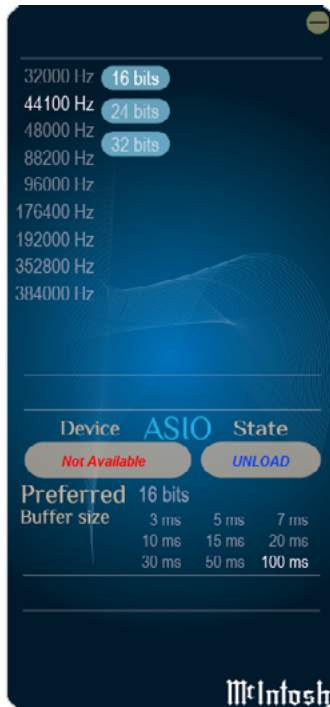 32000 Hz 16 bits
44100 Hz 24 bits
48000 Hz 32 bits
88200 Hz
96000 Hz
176400 Hz
192000 Hz
352800 Hz
384000 Hz
Device ASIO State
Not Available UNLOAD
Preferred 16 bits
Buffer size 3 ms 5 ms 7 ms
10 ms 15 ms 20 ms
30 ms 50 ms 100 ms
McIntosh